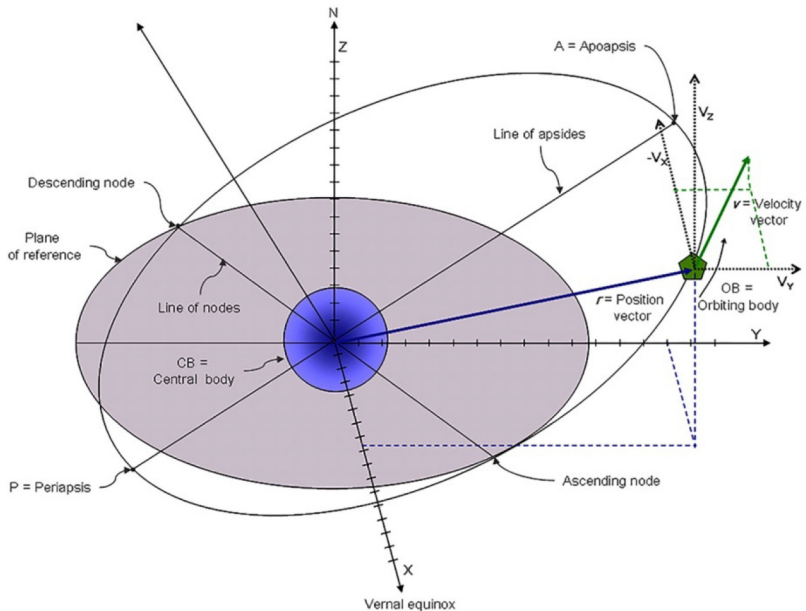 N
Z
A = Apoapsis
V_Z
Line of apsides
-V_X
Descending node
v = Velocity
vector
Plane
of reference
Line of nodes
r = Position
vector
OB =
Orbiting body
V_Y
Y
CB =
Central body
P = Periapsis
Ascending node
X
Vernal equinox